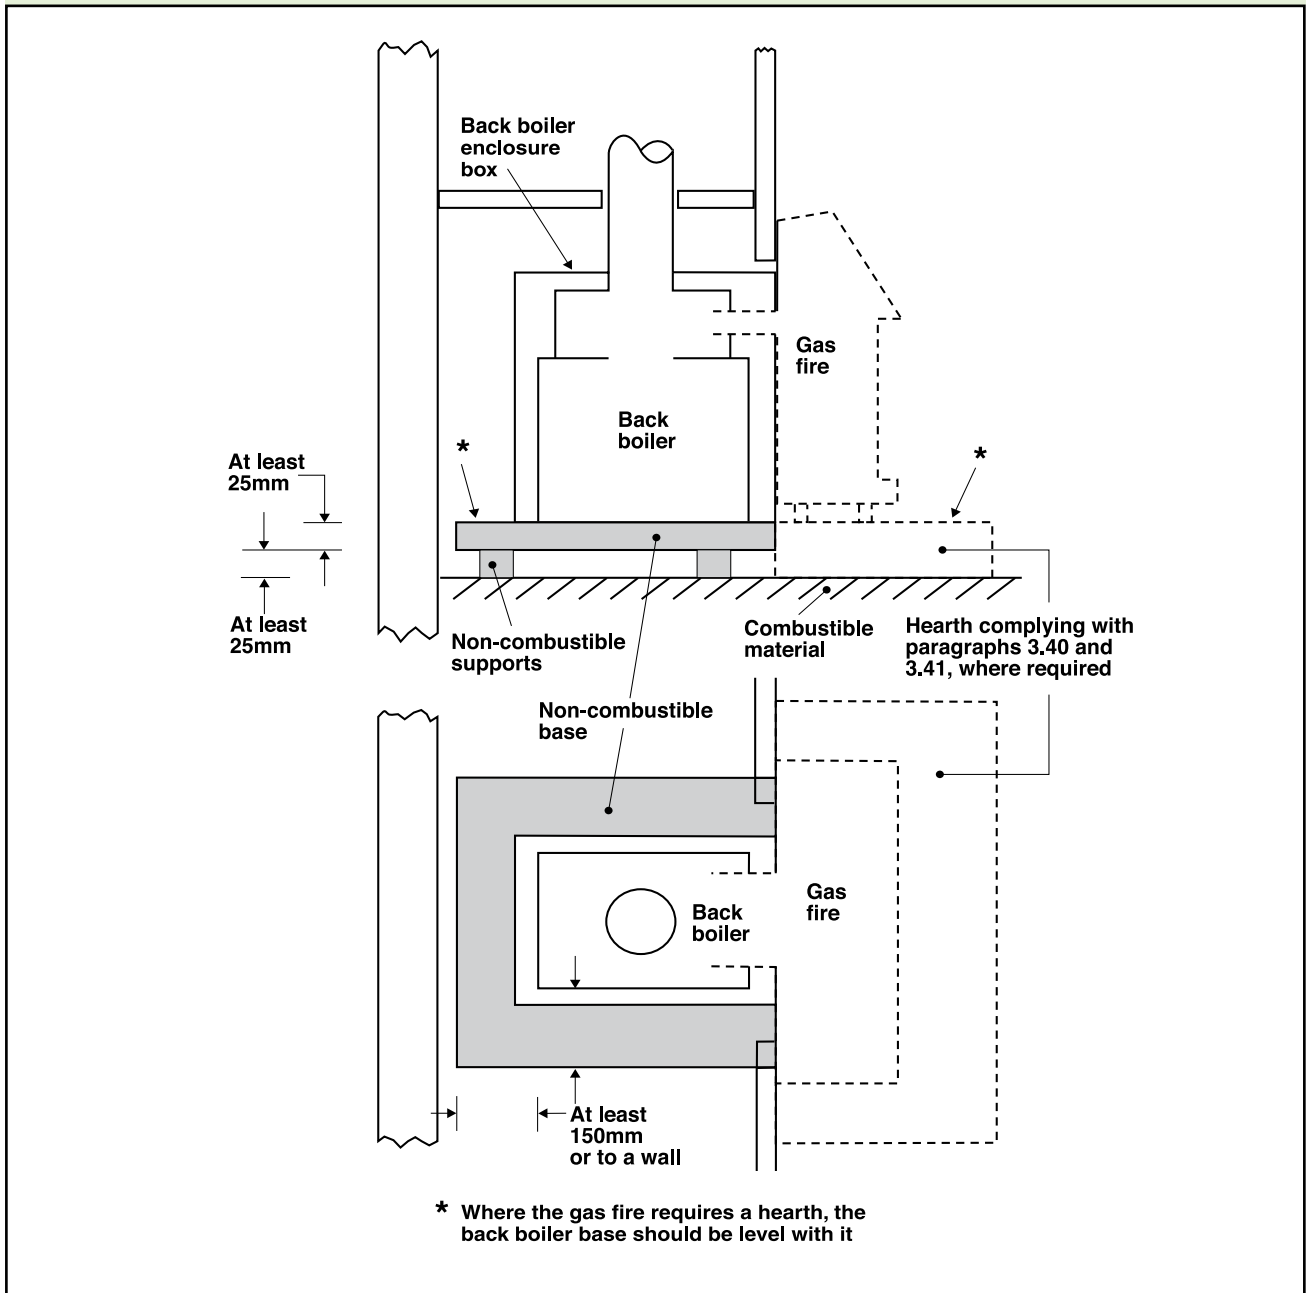 Back boiler
enclosure
box
Gas
fire
Back
boiler
*
*
At least
25mm
At least
25mm
Non-combustible
supports
Combustible
material
Hearth complying with
paragraphs 3.40 and
3.41, where required
Non-combustible
base
Gas
fire
Back
boiler
At least
150mm
or to a wall
* Where the gas fire requires a hearth, the
back boiler base should be level with it